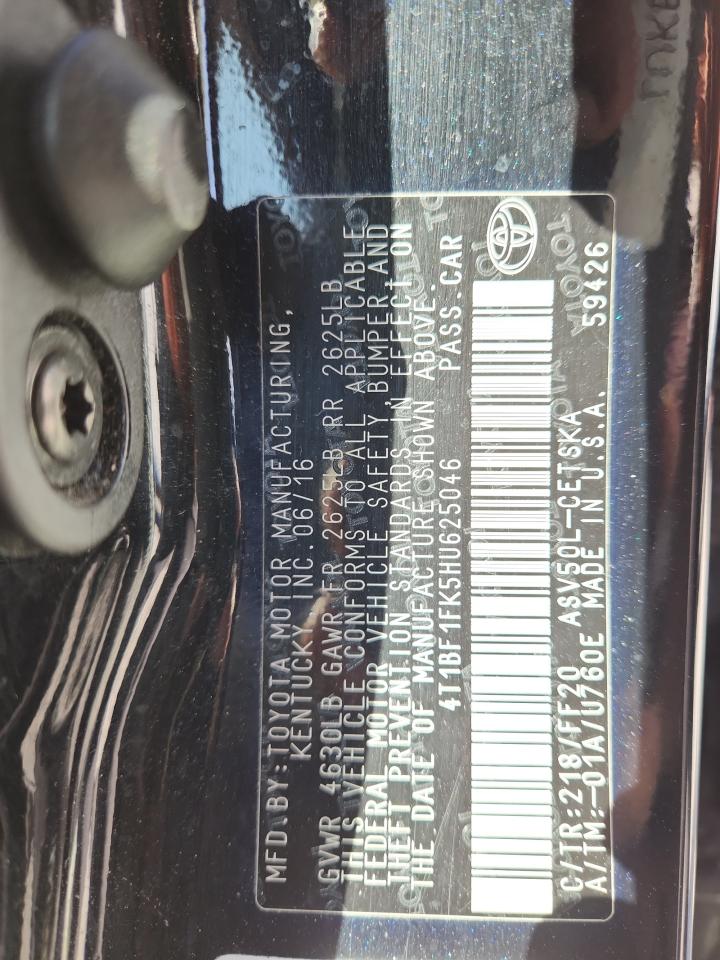 MFD.BY:TOYOTA MOTOR MANUFACTURING,
KENTUCKY, INC. 06/16
GVWR 4630LB GAWR FR 2625LB RR 2625LB
THIS VEHICLE CONFORMS TO ALL APPLICABLE
FEDERAL MOTOR VEHICLE SAFETY, BUMPER, AND
THEFT PREVENTION STANDARDS IN EFFECT ON
THE DATE OF MANUFACTURE SHOWN ABOVE.
4T1BF1FK5HU625046 PASS.CAR
C/TR:218/FF20 ASV50L-CETSKA
A/TM:-01A/U760E MADE IN U.S.A. 59426